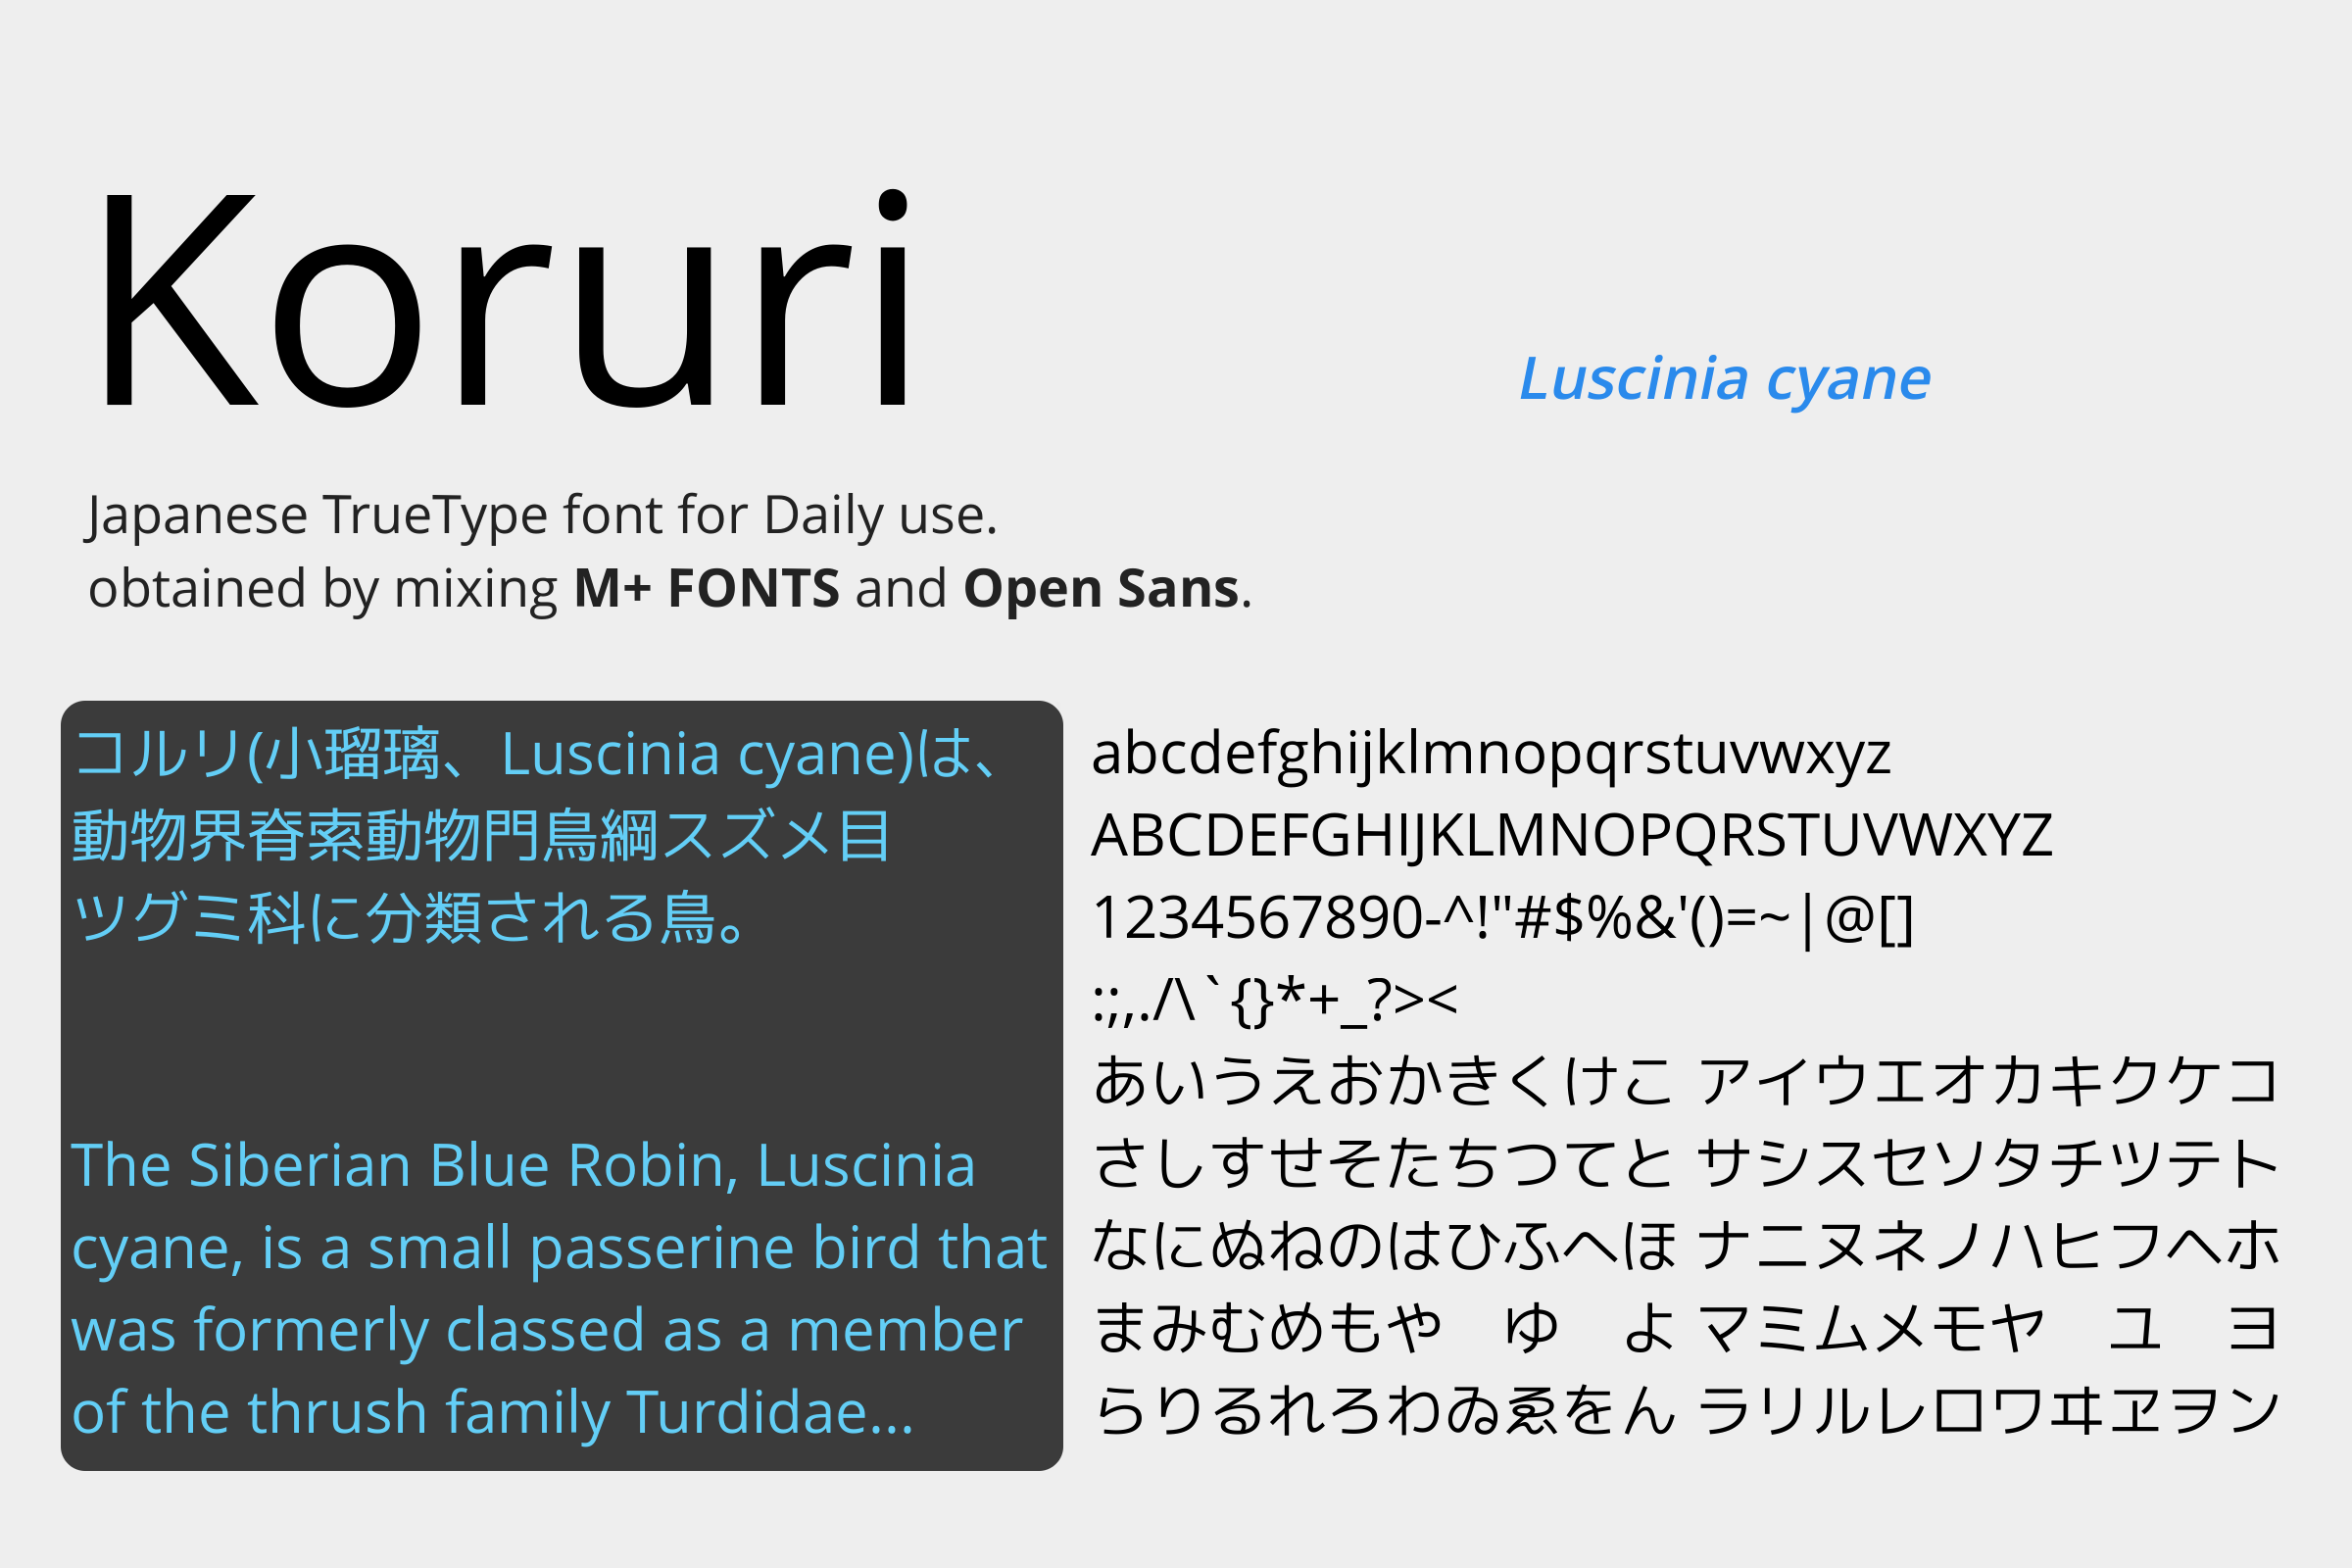 Koruri
Luscinia cyane
Japanese TrueType font for Daily use.
obtained by mixing M+ FONTS and Open Sans.
コルリ(小瑠璃、Luscinia cyane)は、
動物界脊索動物門鳥綱スズメ目
ツグミ科に分類される鳥。
The Siberian Blue Robin, Luscinia
cyane, is a small passerine bird that
was formerly classed as a member
of the thrush family Turdidae...
abcdefghijklmnopqrstuvwxyz
ABCDEFGHIJKLMNOPQRSTUVWXYZ
1234567890-^!"#$%&'()=~|@[]
:;,./\`{}*+_?><
あいうえおかきくけこ アイウエオカキクケコ
さしすせそたちつてと サシスセソタチツテト
なにぬねのはひふへほ ナニヌネノハヒフヘホ
まみむめもや　ゆ　よ マミムメモヤ　ユ　ヨ
らりるれろわゐゑをん ラリルレロワヰヱヲン